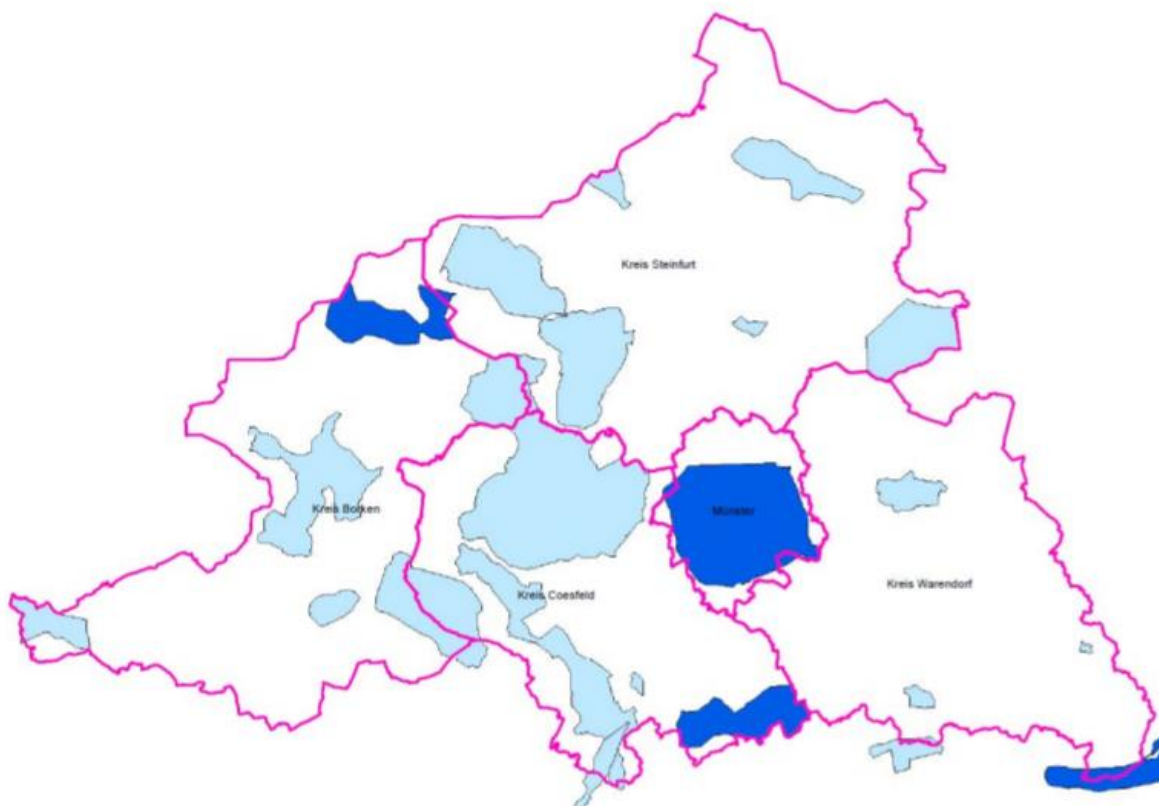 Kreis Steinfurt
Kreis Borken
Münster
Kreis Coesfeld
Kreis Warendorf